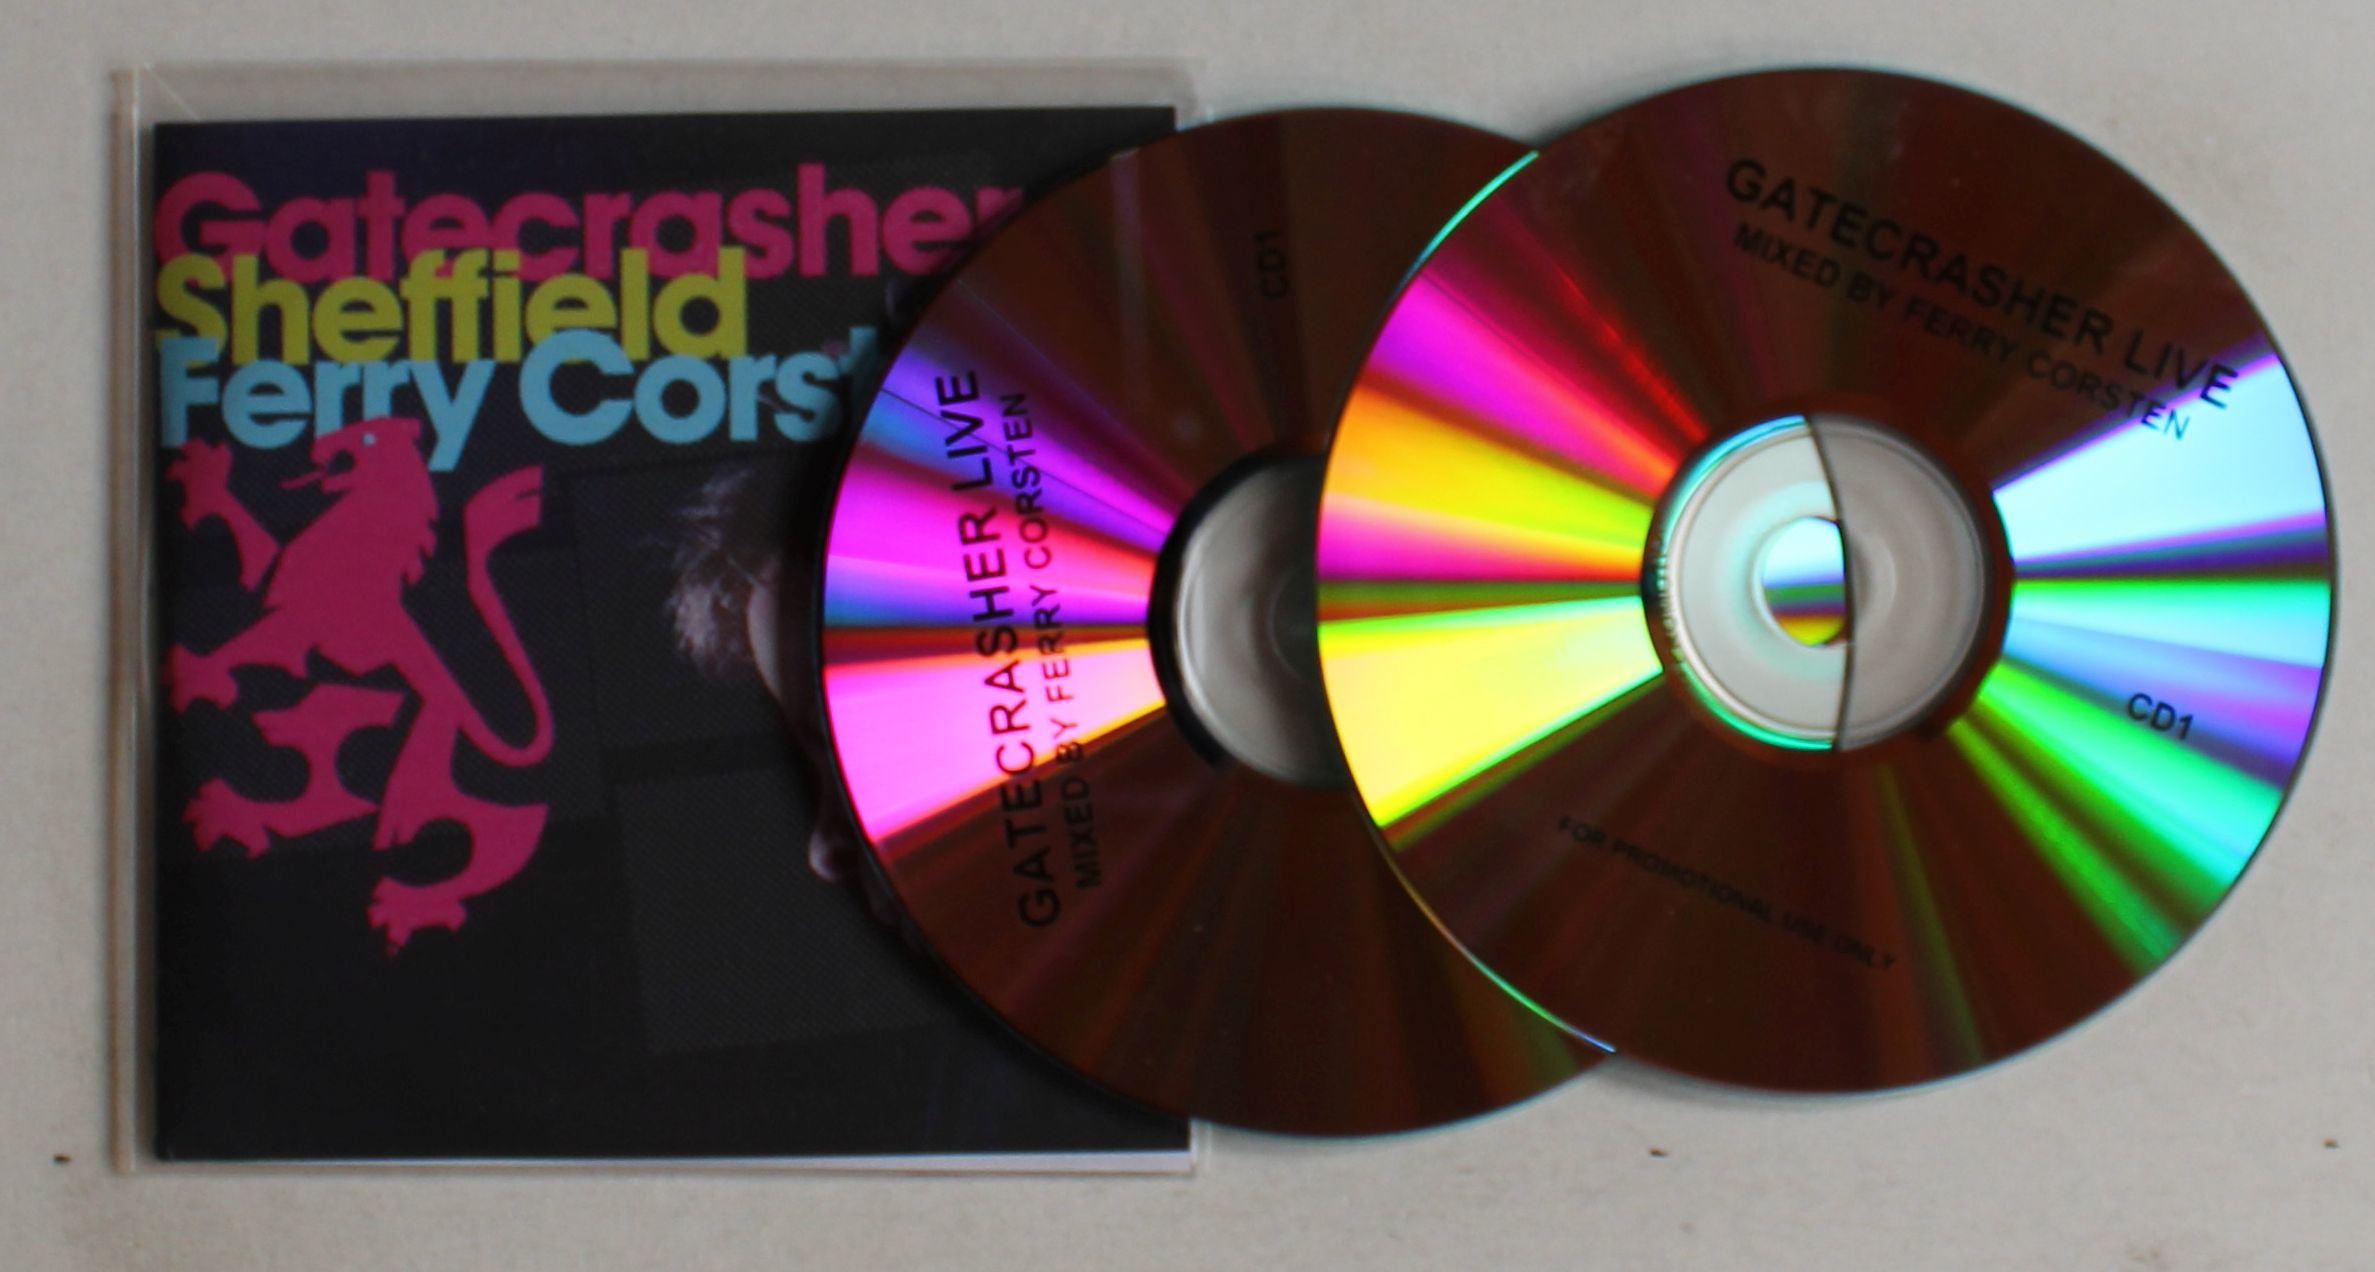 Gatecrasher
Sheffield
Ferry Corst
CD1
GATECRASHER LIVE
MIXED BY FERRY CORSTEN
GATECRASHER LIVE
MIXED BY FERRY CORSTEN
CD1
FOR PROMOTIONAL USE ONLY